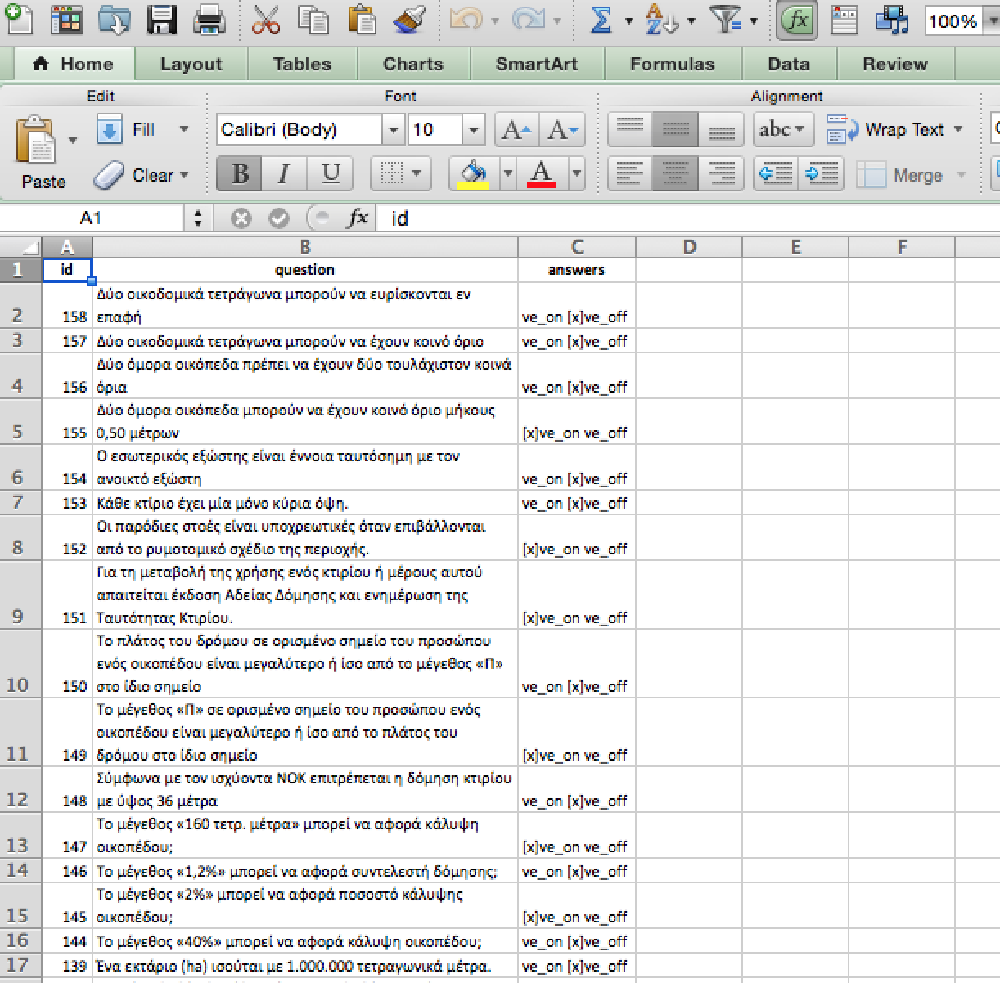 100%
Home Layout Tables Charts SmartArt Formulas Data Review
Edit Font Alignment
Fill Calibri (Body) 10 A A abc Wrap Text
Paste Clear B I U A Merge
A1 fx id
A B C D E F
1 id question answers
Δύο οικοδομικά τετράγωνα μπορούν να ευρίσκονται εν
2 158 επαφή ve_on [x]ve_off
3 157 Δύο οικοδομικά τετράγωνα μπορούν να έχουν κοινό όριο ve_on [x]ve_off
Δύο όμορα οικόπεδα πρέπει να έχουν δύο τουλάχιστον κοινά
4 156 όρια ve_on [x]ve_off
Δύο όμορα οικόπεδα μπορούν να έχουν κοινό όριο μήκους
5 155 0,50 μέτρων [x]ve_on ve_off
Ο εσωτερικός εξώστης είναι έννοια ταυτόσημη με τον
6 154 ανοικτό εξώστη ve_on [x]ve_off
7 153 Κάθε κτίριο έχει μία μόνο κύρια όψη. ve_on [x]ve_off
Οι παρόδιες στοές είναι υποχρεωτικές όταν επιβάλλονται
8 152 από το ρυμοτομικό σχέδιο της περιοχής. [x]ve_on ve_off
Για τη μεταβολή της χρήσης ενός κτιρίου ή μέρους αυτού
απαιτείται έκδοση Αδείας Δόμησης και ενημέρωση της
9 151 Ταυτότητας Κτιρίου. [x]ve_on ve_off
Το πλάτος του δρόμου σε ορισμένο σημείο του προσώπου
ενός οικοπέδου είναι μεγαλύτερο ή ίσο από το μέγεθος «Π»
10 150 στο ίδιο σημείο ve_on [x]ve_off
Το μέγεθος «Π» σε ορισμένο σημείο του προσώπου ενός
οικοπέδου είναι μεγαλύτερο ή ίσο από το πλάτος του
11 149 δρόμου στο ίδιο σημείο [x]ve_on ve_off
Σύμφωνα με τον ισχύοντα ΝΟΚ επιτρέπεται η δόμηση κτιρίου
12 148 με ύψος 36 μέτρα ve_on [x]ve_off
Το μέγεθος «160 τετρ. μέτρα» μπορεί να αφορά κάλυψη
13 147 οικοπέδου; [x]ve_on ve_off
14 146 Το μέγεθος «1,2%» μπορεί να αφορά συντελεστή δόμησης; ve_on [x]ve_off
Το μέγεθος «2%» μπορεί να αφορά ποσοστό κάλυψης
15 145 οικοπέδου; [x]ve_on ve_off
16 144 Το μέγεθος «40%» μπορεί να αφορά κάλυψη οικοπέδου; ve_on [x]ve_off
17 139 Ένα εκτάριο (ha) ισούται με 1.000.000 τετραγωνικά μέτρα. ve_on [x]ve_off